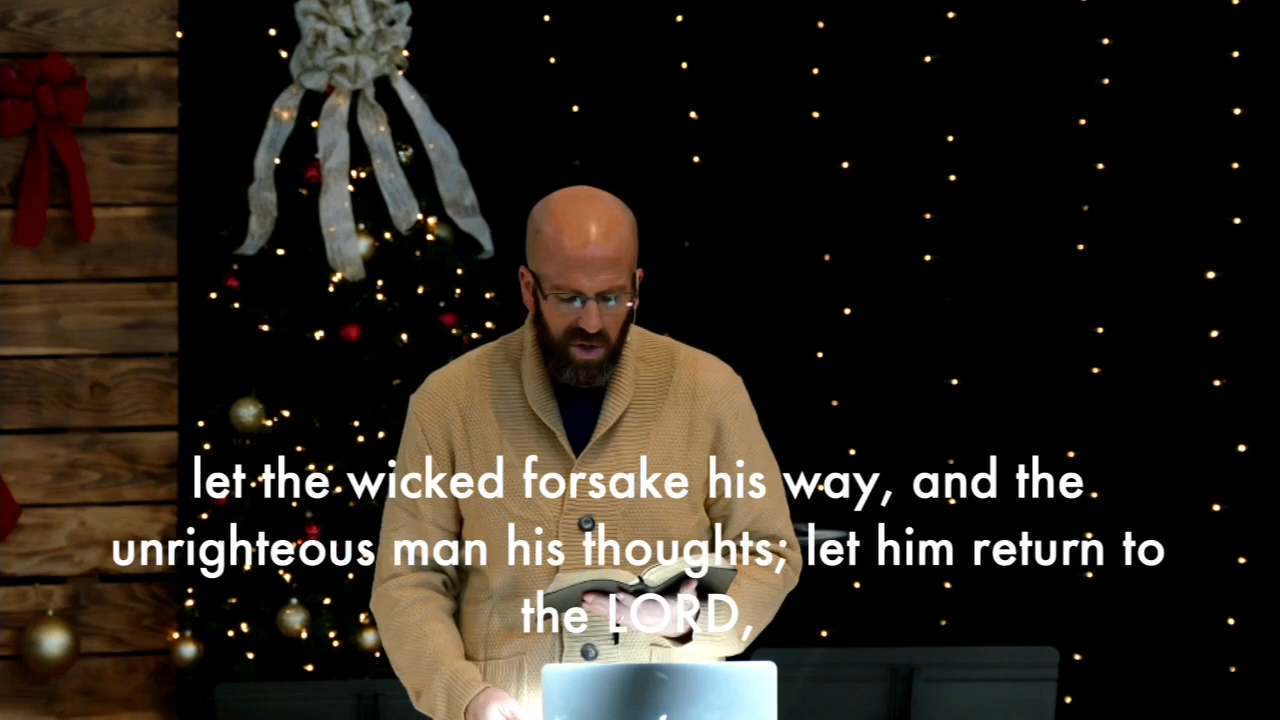 let the wicked forsake his way, and the
unrighteous man his thoughts; let him return to
the LORD,